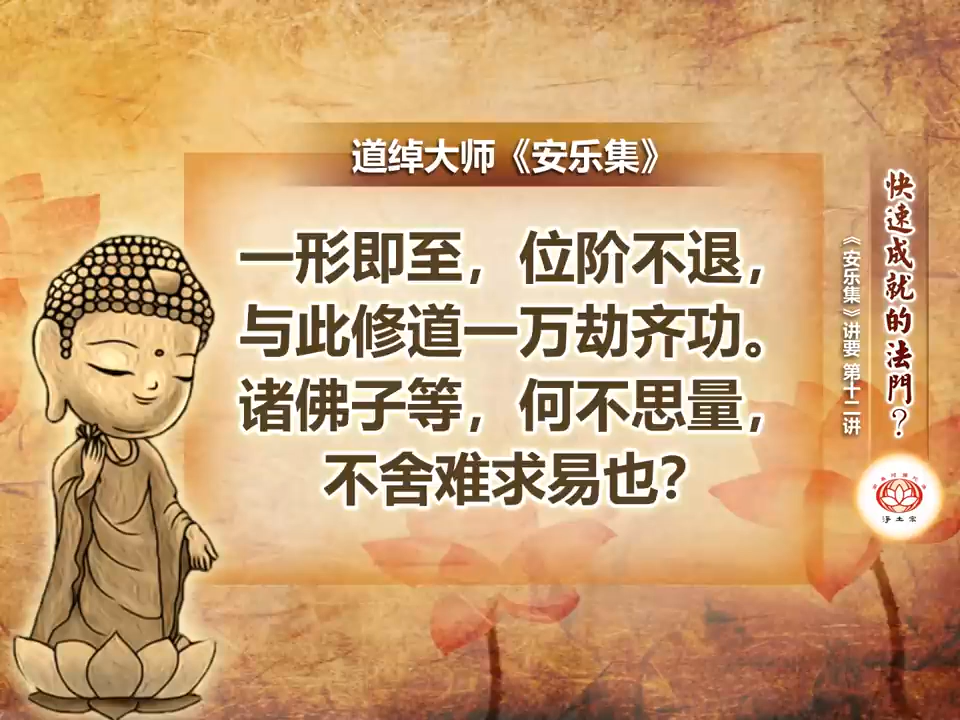 道绰大师《安乐集》
一形即至，位阶不退，
与此修道一万劫齐功。
诸佛子等，何不思量，
不舍难求易也？
快速成就的法門？
《安乐集》讲要 第十二讲
淨土宗